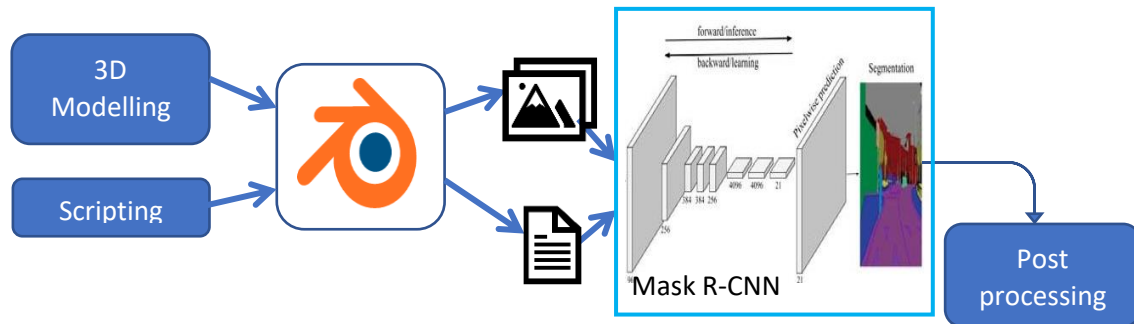 3D
Modelling
Scripting
forward/inference
backward/learning
Pixelwise prediction
Segmentation
256
384
384
256
4096
4096
21
21
Mask R-CNN
Post
processing